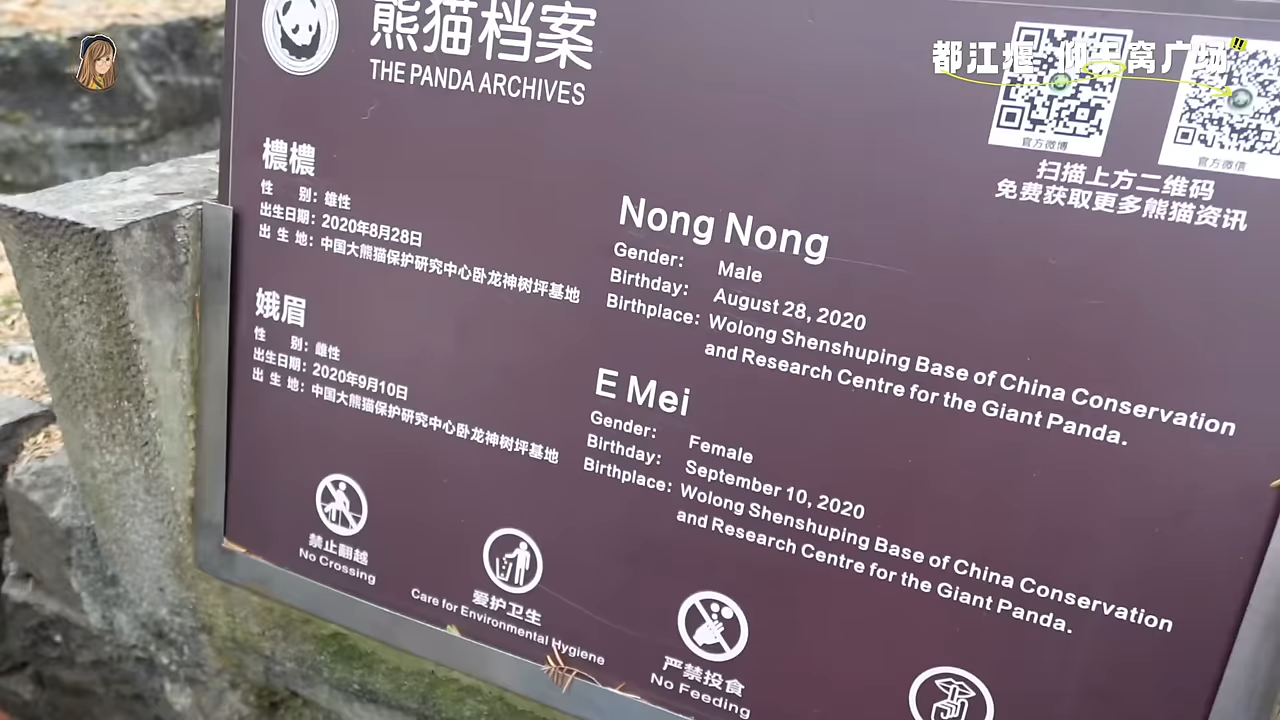 熊猫档案
THE PANDA ARCHIVES
都江堰 仰天窝广场!!
官方微博
官方微信
扫描上方二维码
免费获取更多熊猫资讯
檂檂
性 别：雄性
出生日期：2020年8月28日
出 生 地：中国大熊猫保护研究中心卧龙神树坪基地
Nong Nong
Gender: Male
Birthday: August 28, 2020
Birthplace: Wolong Shenshuping Base of China Conservation
and Research Centre for the Giant Panda.
娥眉
性 别：雌性
出生日期：2020年9月10日
出 生 地：中国大熊猫保护研究中心卧龙神树坪基地
E Mei
Gender: Female
Birthday: September 10, 2020
Birthplace: Wolong Shenshuping Base of China Conservation
and Research Centre for the Giant Panda.
禁止翻越
No Crossing
爱护卫生
Care for Environmental Hygiene
严禁投食
No Feeding